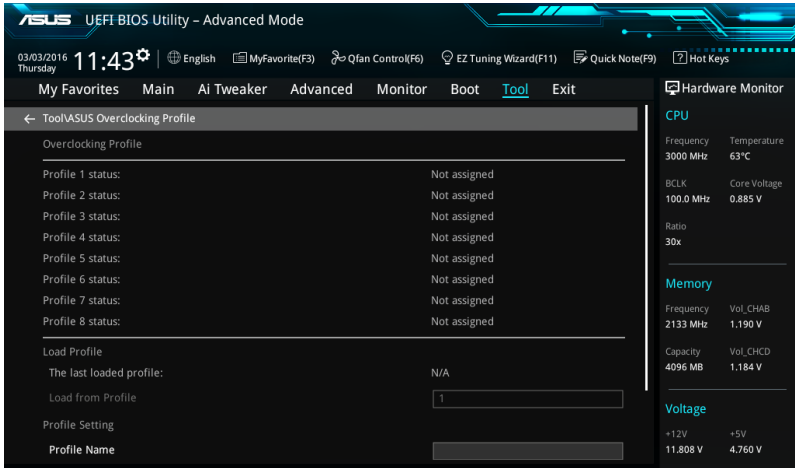 ASUS UEFI BIOS Utility – Advanced Mode
03/03/2016 Thursday 11:43 English MyFavorite(F3) Qfan Control(F6) EZ Tuning Wizard(F11) Quick Note(F9) ? Hot Keys
My Favorites Main Ai Tweaker Advanced Monitor Boot Tool Exit
← Tool\ASUS Overclocking Profile
Overclocking Profile
Profile 1 status: Not assigned
Profile 2 status: Not assigned
Profile 3 status: Not assigned
Profile 4 status: Not assigned
Profile 5 status: Not assigned
Profile 6 status: Not assigned
Profile 7 status: Not assigned
Profile 8 status: Not assigned
Load Profile
The last loaded profile: N/A
Load from Profile 1
Profile Setting
Profile Name
Hardware Monitor
CPU
Frequency Temperature
3000 MHz 63°C
BCLK Core Voltage
100.0 MHz 0.885 V
Ratio
30x
Memory
Frequency Vol_CHAB
2133 MHz 1.190 V
Capacity Vol_CHCD
4096 MB 1.184 V
Voltage
+12V +5V
11.808 V 4.760 V